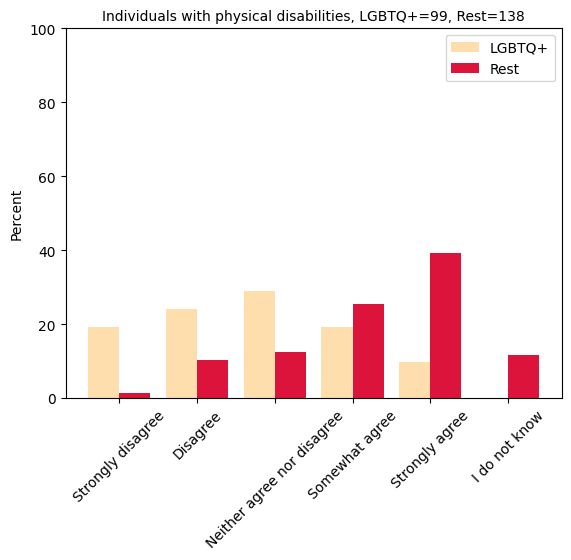 Individuals with physical disabilities, LGBTQ+=99, Rest=138
100
80
60
40
20
0
Percent
LGBTQ+
Rest
Strongly disagree
Disagree
Neither agree nor disagree
Somewhat agree
Strongly agree
I do not know